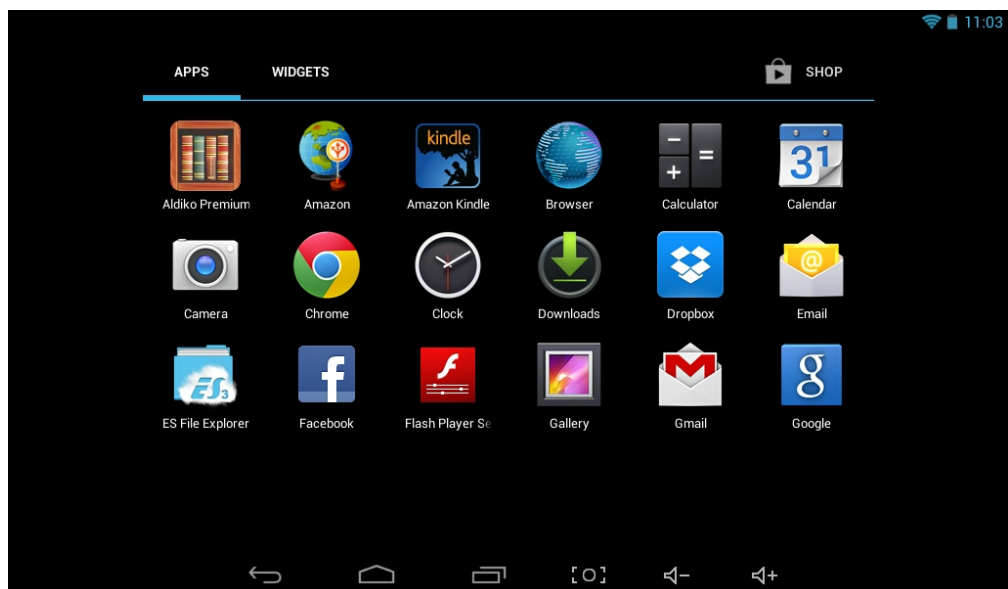 11:03
APPS WIDGETS SHOP
kindle
31
Aldiko Premium Amazon Amazon Kindle Browser Calculator Calendar
Camera Chrome Clock Downloads Dropbox Email
ES3
ES File Explorer Facebook Flash Player Se Gallery Gmail Google